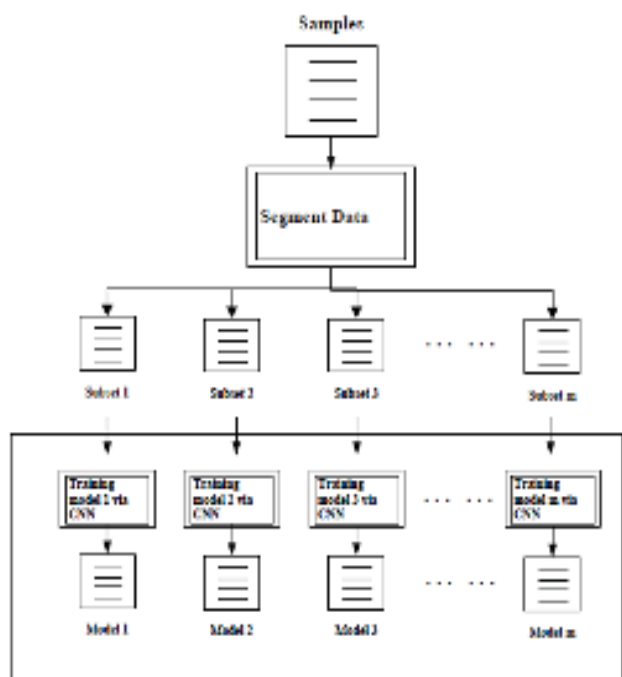 Samples
Segment Data
Subset 1
Subset 2
Subset 3
... ...
Subset m
Training
model 1 via
CNN
Training
model 2 via
CNN
Training
model 3 via
CNN
... ...
Training
model m via
CNN
Model 1
Model 2
Model 3
... ...
Model m